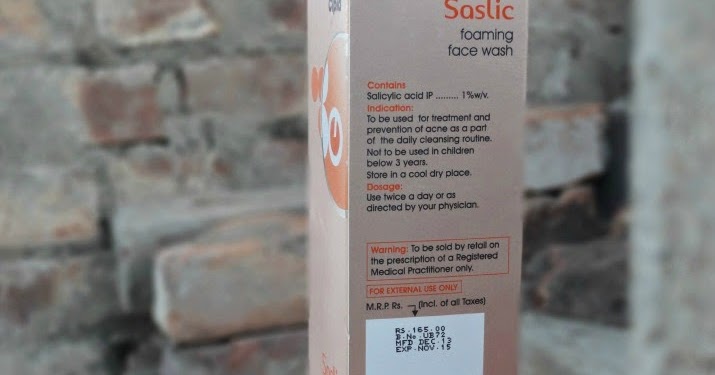 Saslic
foaming
face wash
Contains
Salicylic acid IP ......... 1%w/v.
Indication:
To be used for treatment and
prevention of acne as a part
of the daily cleansing routine.
Not to be used in children
below 3 years.
Store in a cool dry place.
Dosage:
Use twice a day or as
directed by your physician.
Warning: To be sold by retail on
the prescription of a Registered
Medical Practitioner only.
FOR EXTERNAL USE ONLY
M.R.P. Rs. (Incl. of all Taxes)
RS.165.00
B.No.UB72
MFD DEC.13
EXP.NOV.15
Cipla
Saslic